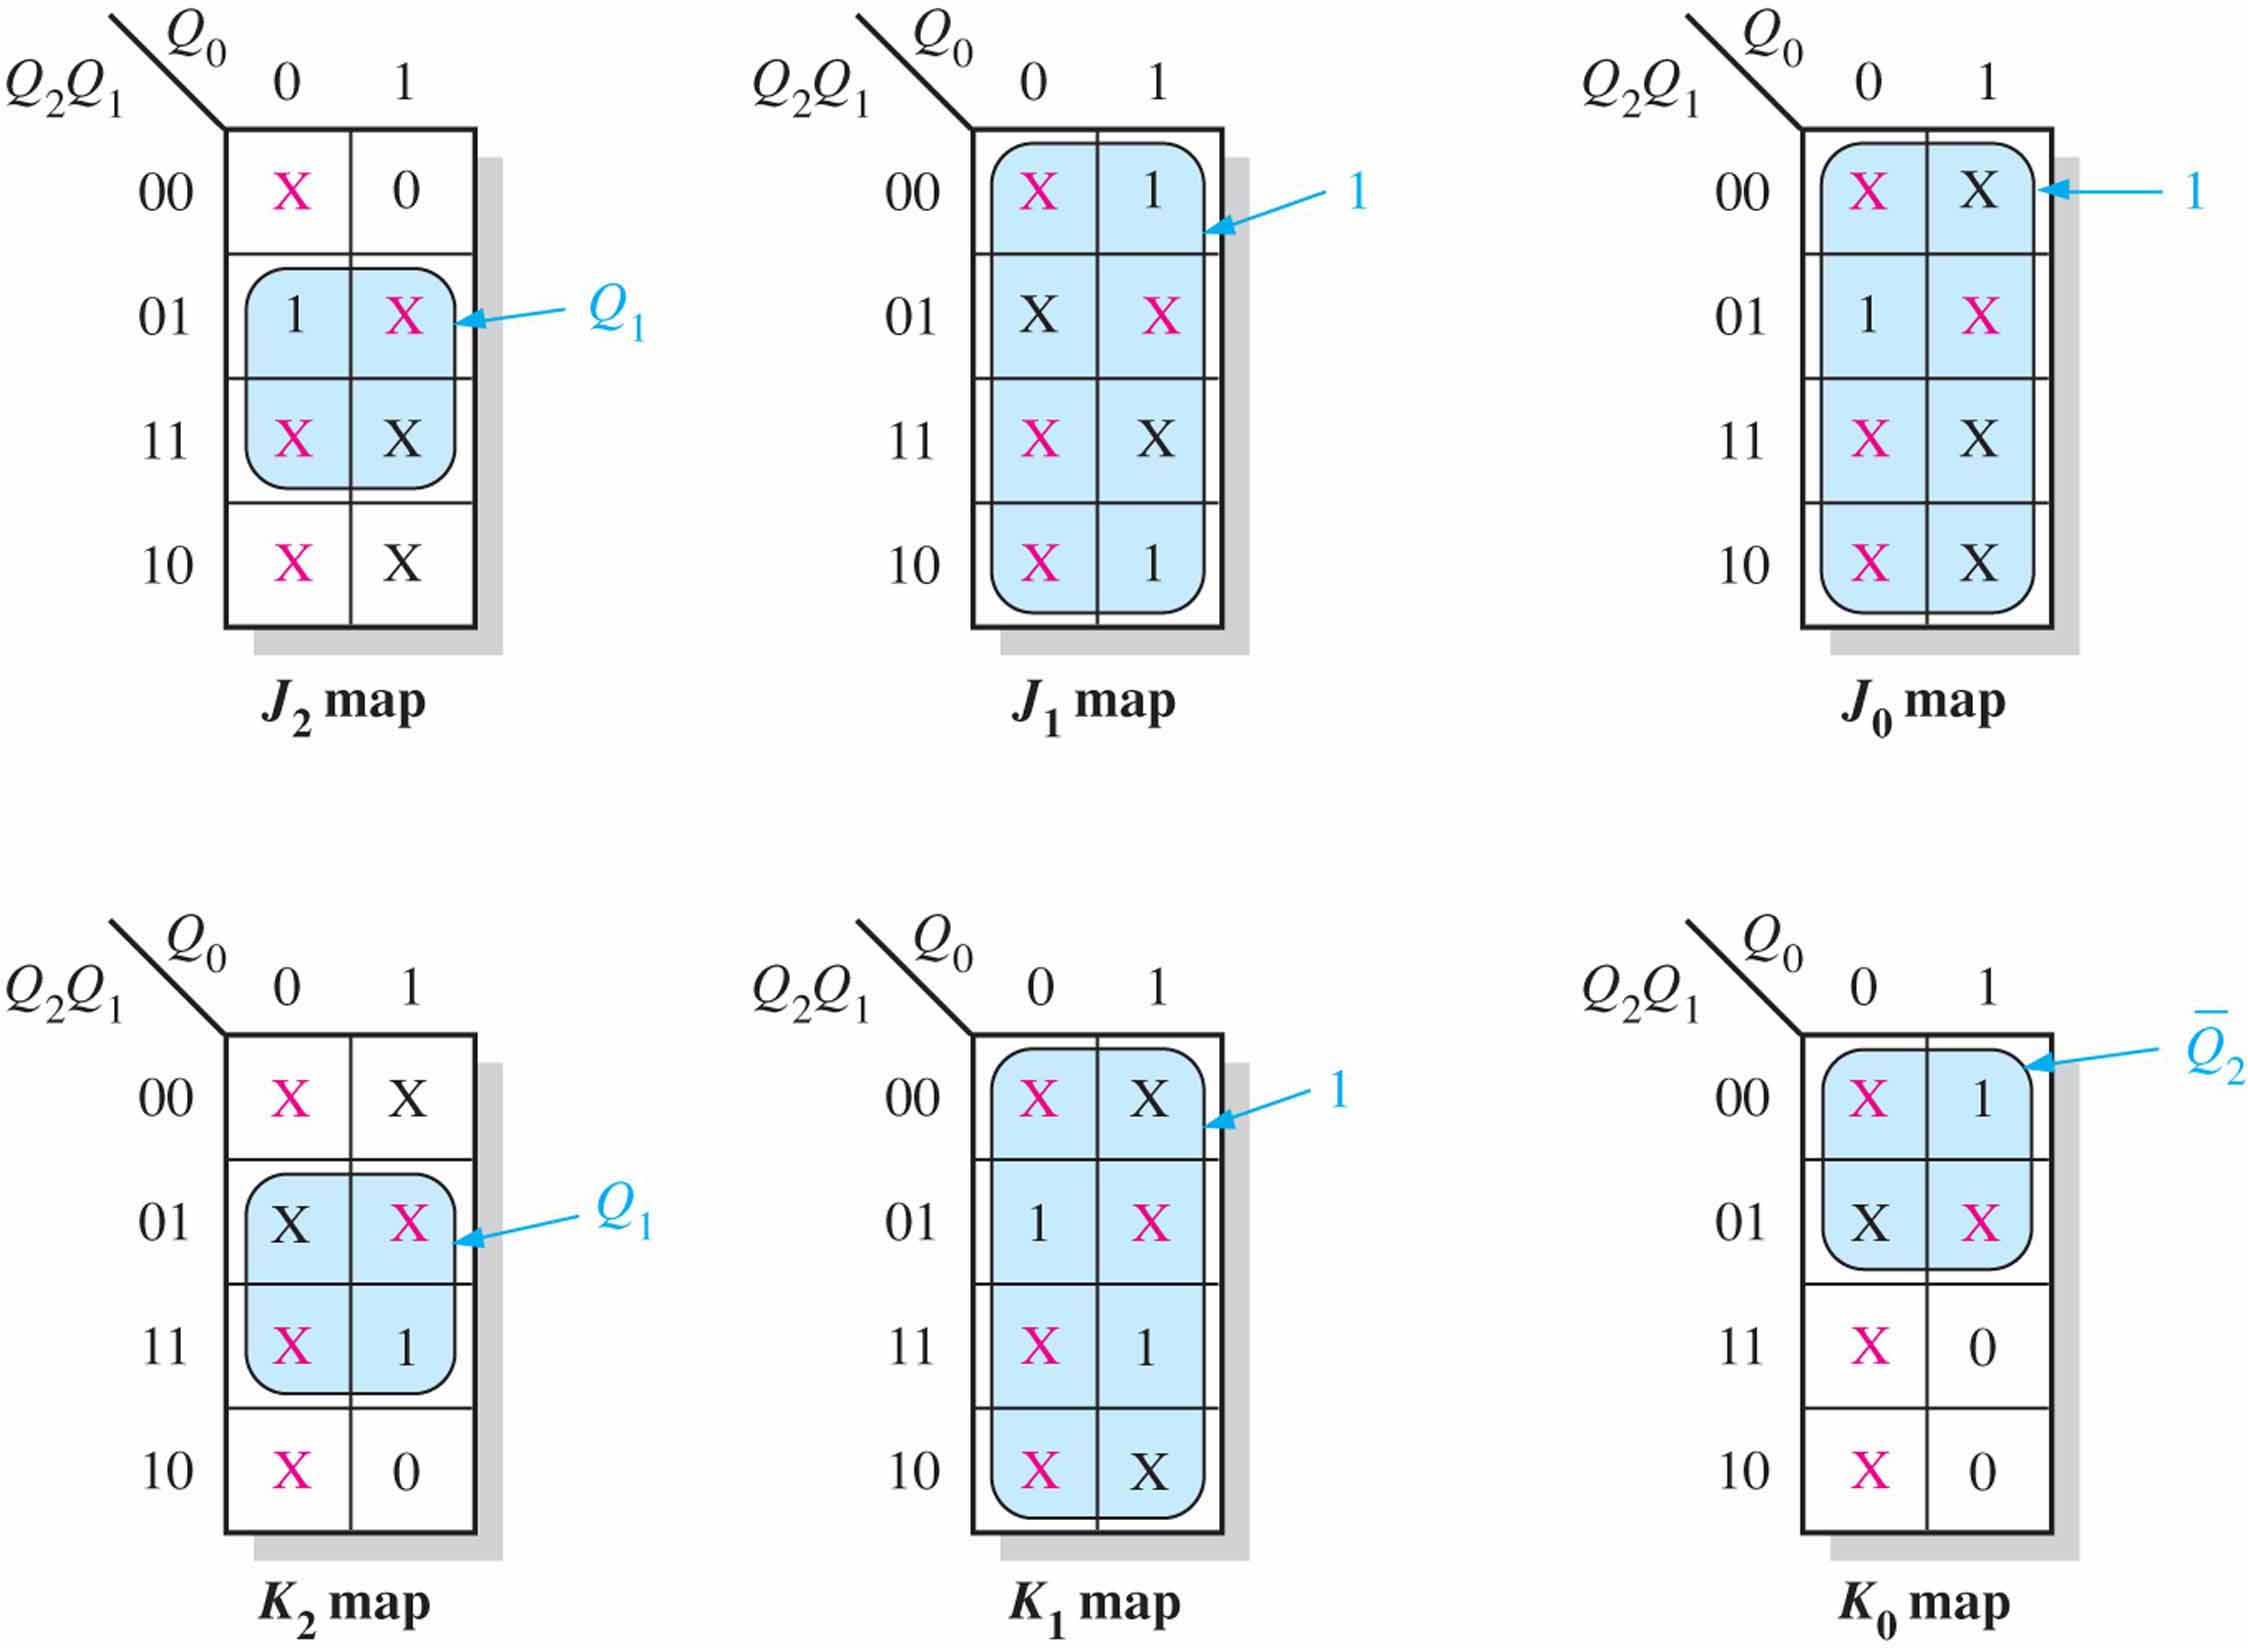 Q0 Q0 Q0
Q2Q1 0 1 Q2Q1 0 1 Q2Q1 0 1
00 X 0 00 X 1 1 00 X X 1
01 1 X Q1 01 X X 01 1 X
11 X X 11 X X 11 X X
10 X X 10 X 1 10 X X
J2 map J1 map J0 map
Q0 Q0 Q0
Q2Q1 0 1 Q2Q1 0 1 Q2Q1 0 1
00 X X 00 X X 1 00 X 1 Q̅2
01 X X Q1 01 1 X 01 X X
11 X 1 11 X 1 11 X 0
10 X 0 10 X X 10 X 0
K2 map K1 map K0 map